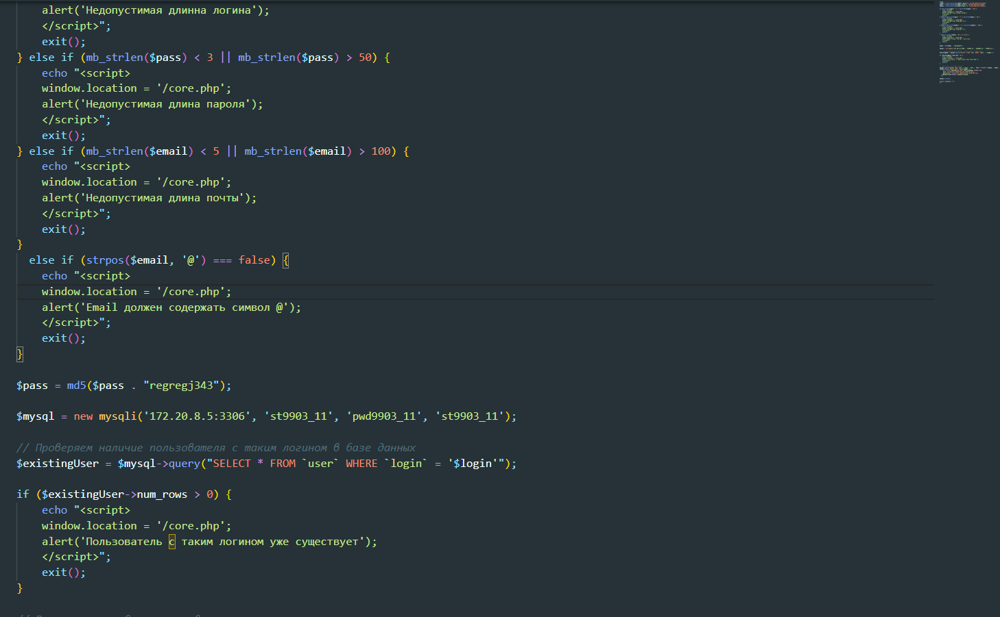 alert('Недопустимая длинна логина');
</script>";
exit();
} else if (mb_strlen($pass) < 3 || mb_strlen($pass) > 50) {
echo "<script>
window.location = '/core.php';
alert('Недопустимая длина пароля');
</script>";
exit();
} else if (mb_strlen($email) < 5 || mb_strlen($email) > 100) {
echo "<script>
window.location = '/core.php';
alert('Недопустимая длина почты');
</script>";
exit();
}
else if (strpos($email, '@') === false) {
echo "<script>
window.location = '/core.php';
alert('Email должен содержать символ @');
</script>";
exit();
}
$pass = md5($pass . "regregj343");
$mysql = new mysqli('172.20.8.5:3306', 'st9903_11', 'pwd9903_11', 'st9903_11');
// Проверяем наличие пользователя с таким логином в базе данных
$existingUser = $mysql->query("SELECT * FROM `user` WHERE `login` = '$login'");
if ($existingUser->num_rows > 0) {
echo "<script>
window.location = '/core.php';
alert('Пользователь с таким логином уже существует');
</script>";
exit();
}